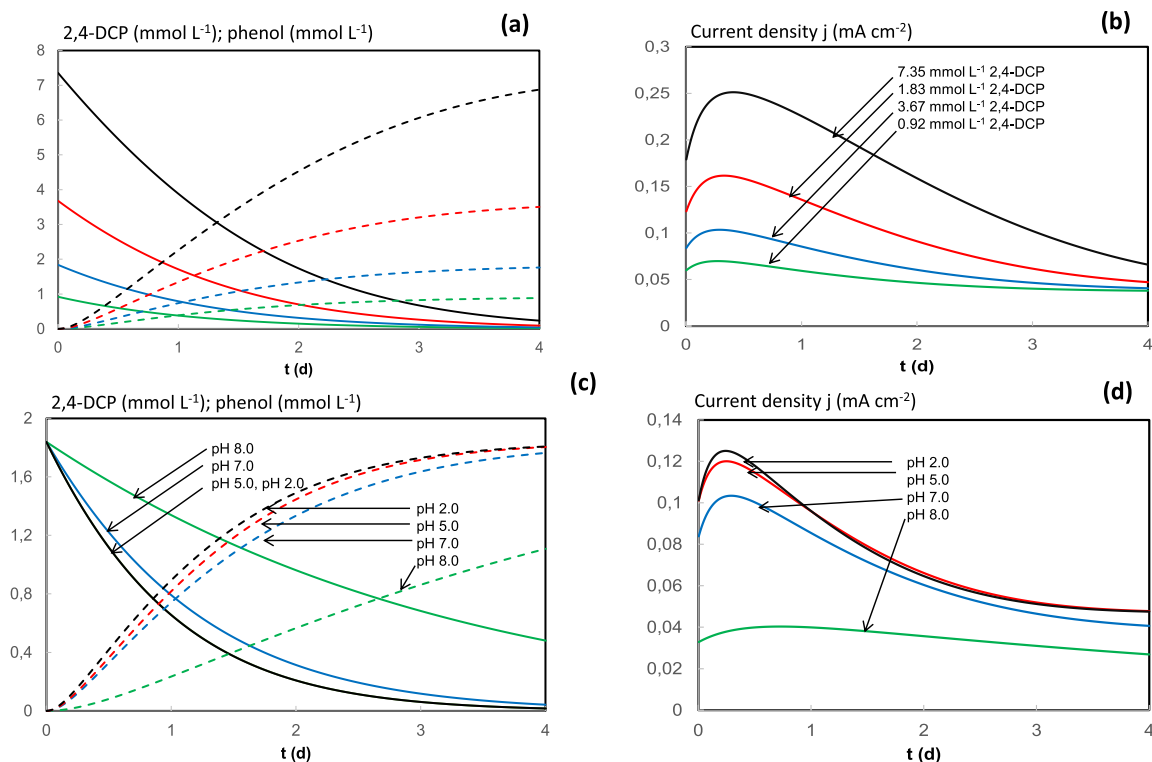 2,4-DCP (mmol L⁻¹); phenol (mmol L⁻¹)
(a)
8
7
6
5
4
3
2
1
0
0 1 2 3 4
t (d)
Current density j (mA cm⁻²)
(b)
0,3
0,25
0,2
0,15
0,1
0,05
0
7.35 mmol L⁻¹ 2,4-DCP
1.83 mmol L⁻¹ 2,4-DCP
3.67 mmol L⁻¹ 2,4-DCP
0.92 mmol L⁻¹ 2,4-DCP
0 1 2 3 4
t (d)
(c)
2,4-DCP (mmol L⁻¹); phenol (mmol L⁻¹)
2
1,6
1,2
0,8
0,4
0
pH 8.0
pH 7.0
pH 5.0, pH 2.0
pH 2.0
pH 5.0
pH 7.0
pH 8.0
0 1 2 3 4
t (d)
Current density j (mA cm⁻²)
(d)
0,14
0,12
0,1
0,08
0,06
0,04
0,02
0
pH 2.0
pH 5.0
pH 7.0
pH 8.0
0 1 2 3 4
t (d)